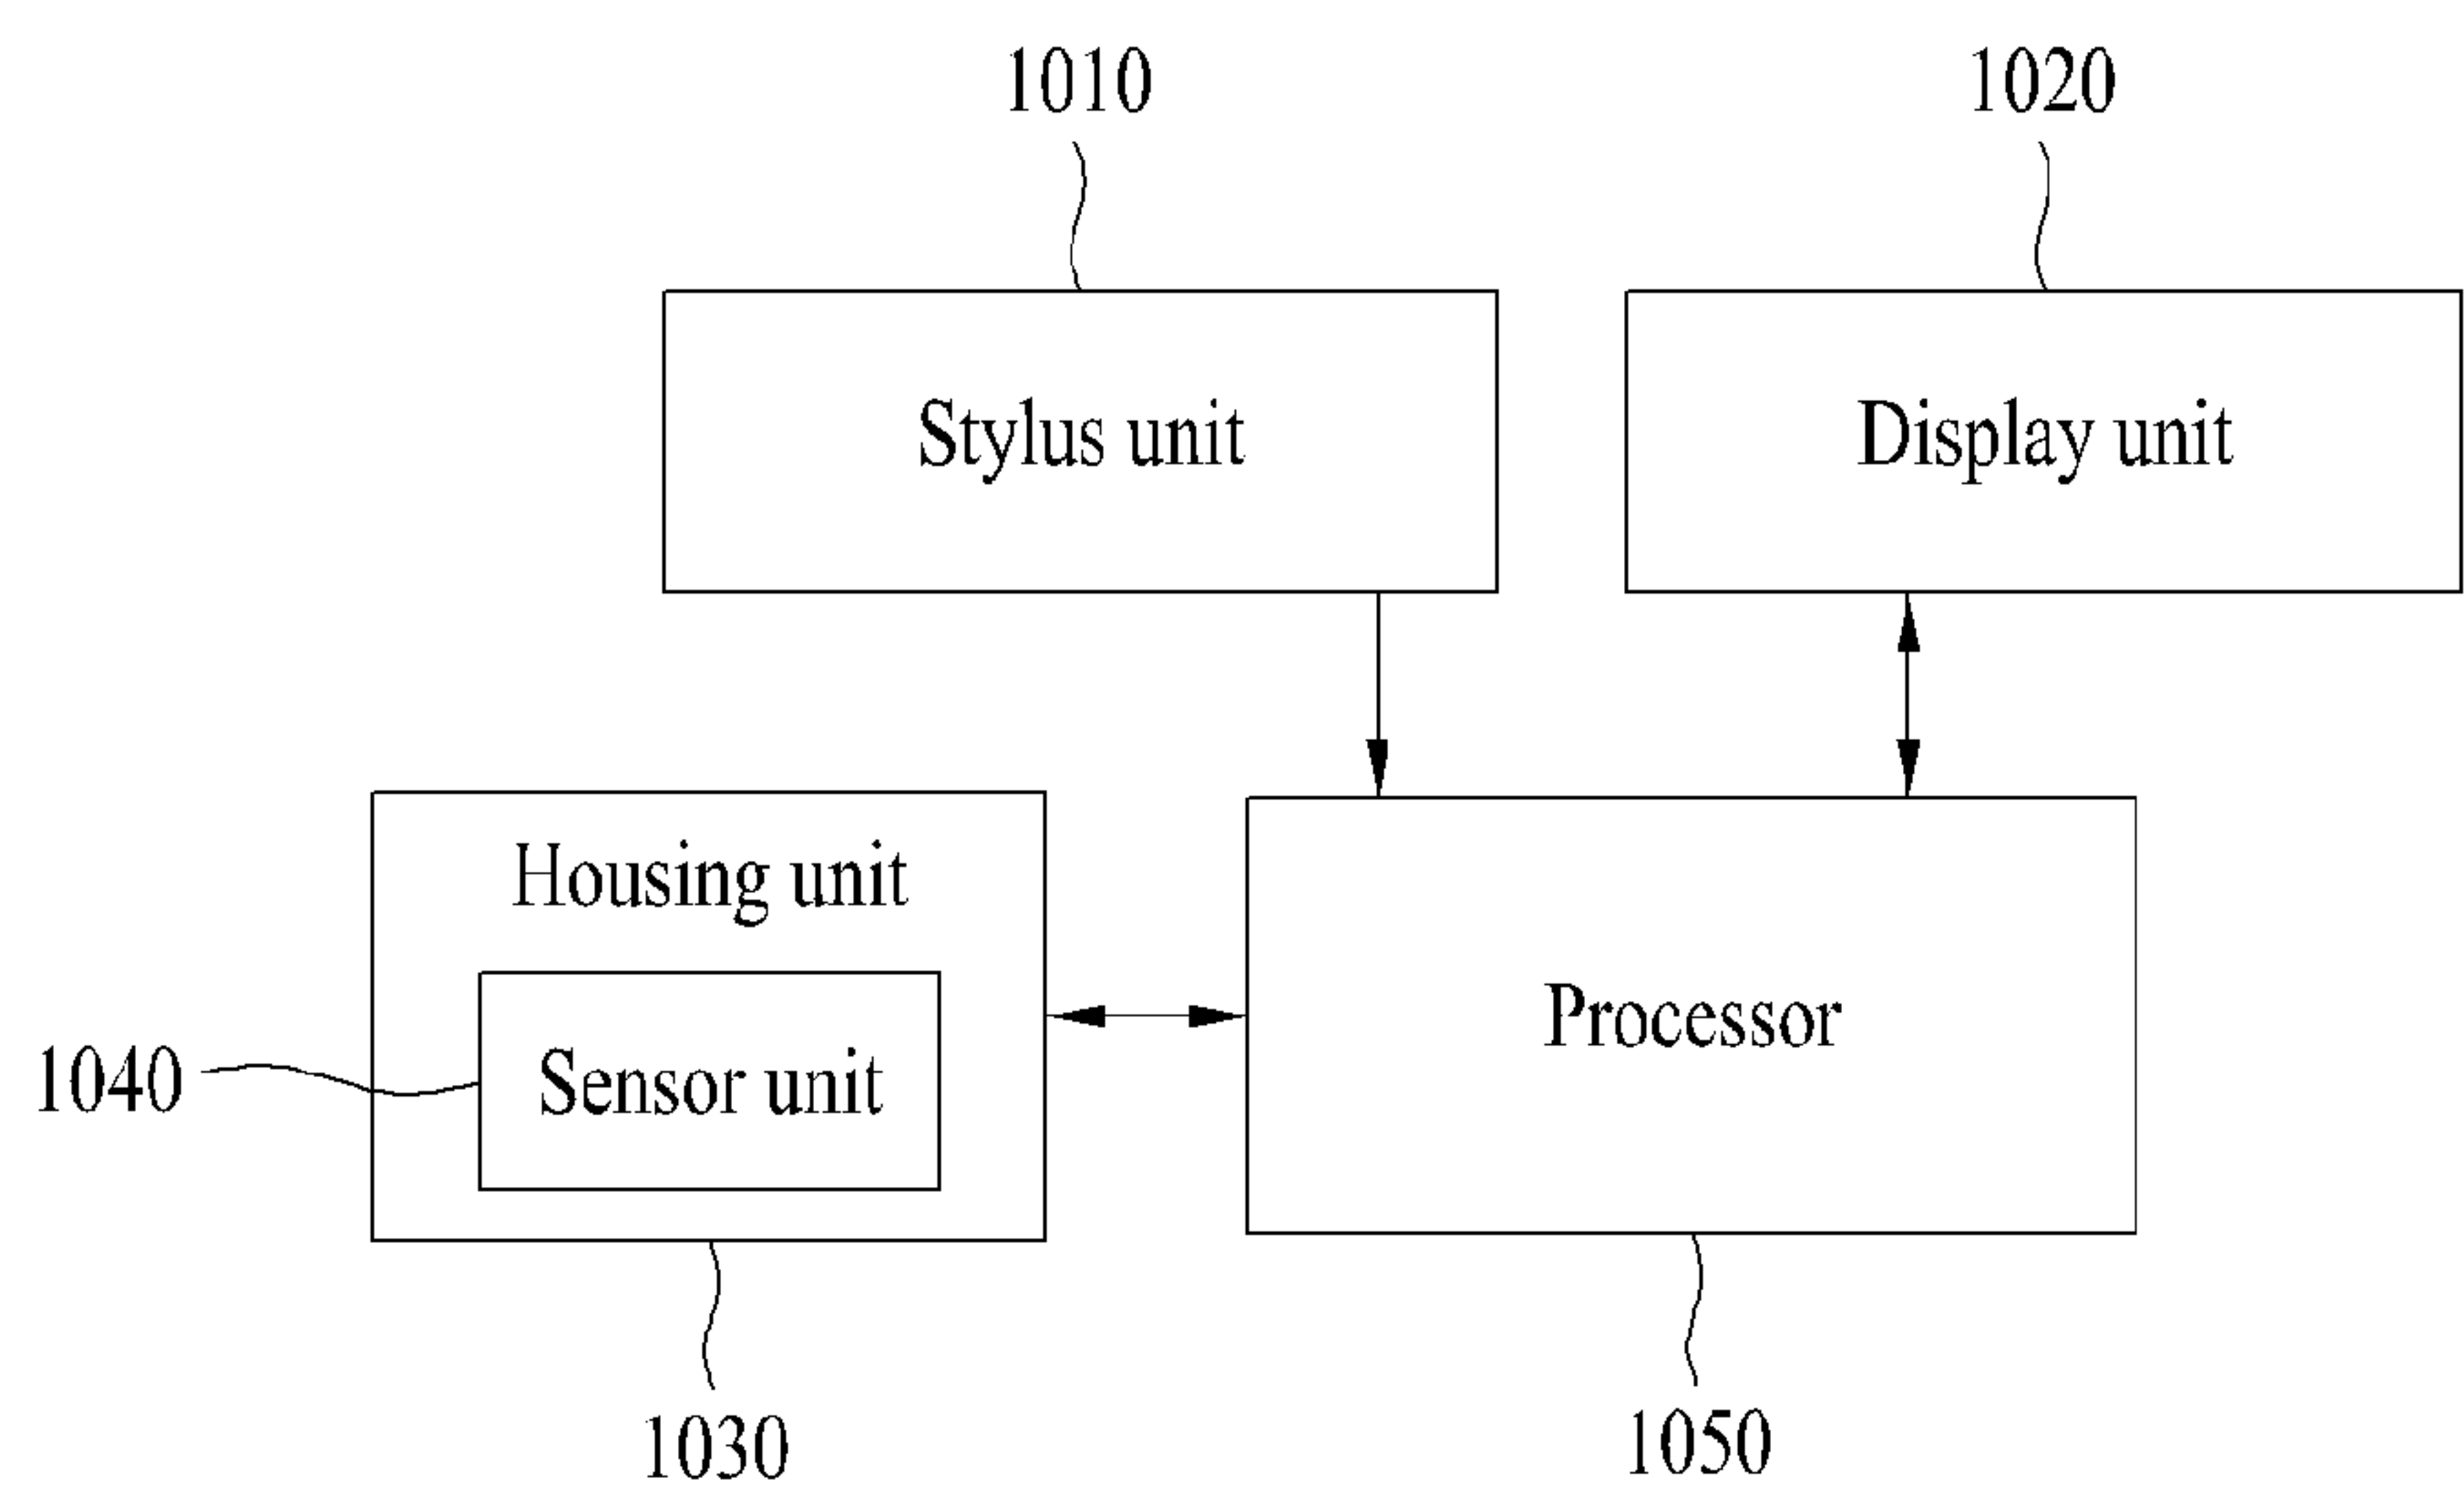 1010
1020
Stylus unit
Display unit
Housing unit
Processor
Sensor unit
1040
1030
1050